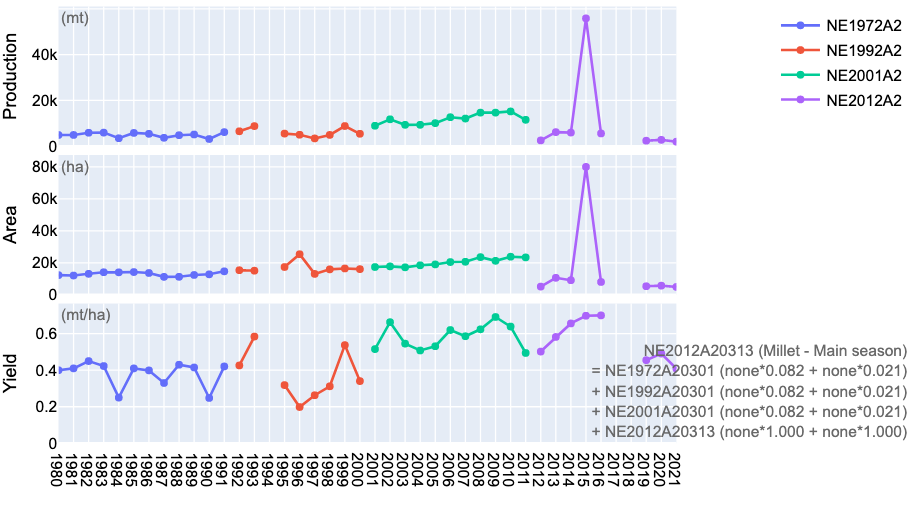 (mt)
Production
40k
20k
0
NE1972A2
NE1992A2
NE2001A2
NE2012A2
(ha)
Area
80k
60k
40k
20k
0
(mt/ha)
Yield
0.6
0.4
0.2
0
NE2012A20313 (Millet - Main season)
= NE1972A20301 (none*0.082 + none*0.021)
+ NE1992A20301 (none*0.082 + none*0.021)
+ NE2001A20301 (none*0.082 + none*0.021)
+ NE2012A20313 (none*1.000 + none*1.000)
1980 1981 1982 1983 1984 1985 1986 1987 1988 1989 1990 1991 1992 1993 1994 1995 1996 1997 1998 1999 2000 2001 2002 2003 2004 2005 2006 2007 2008 2009 2010 2011 2012 2013 2014 2015 2016 2017 2018 2019 2020 2021